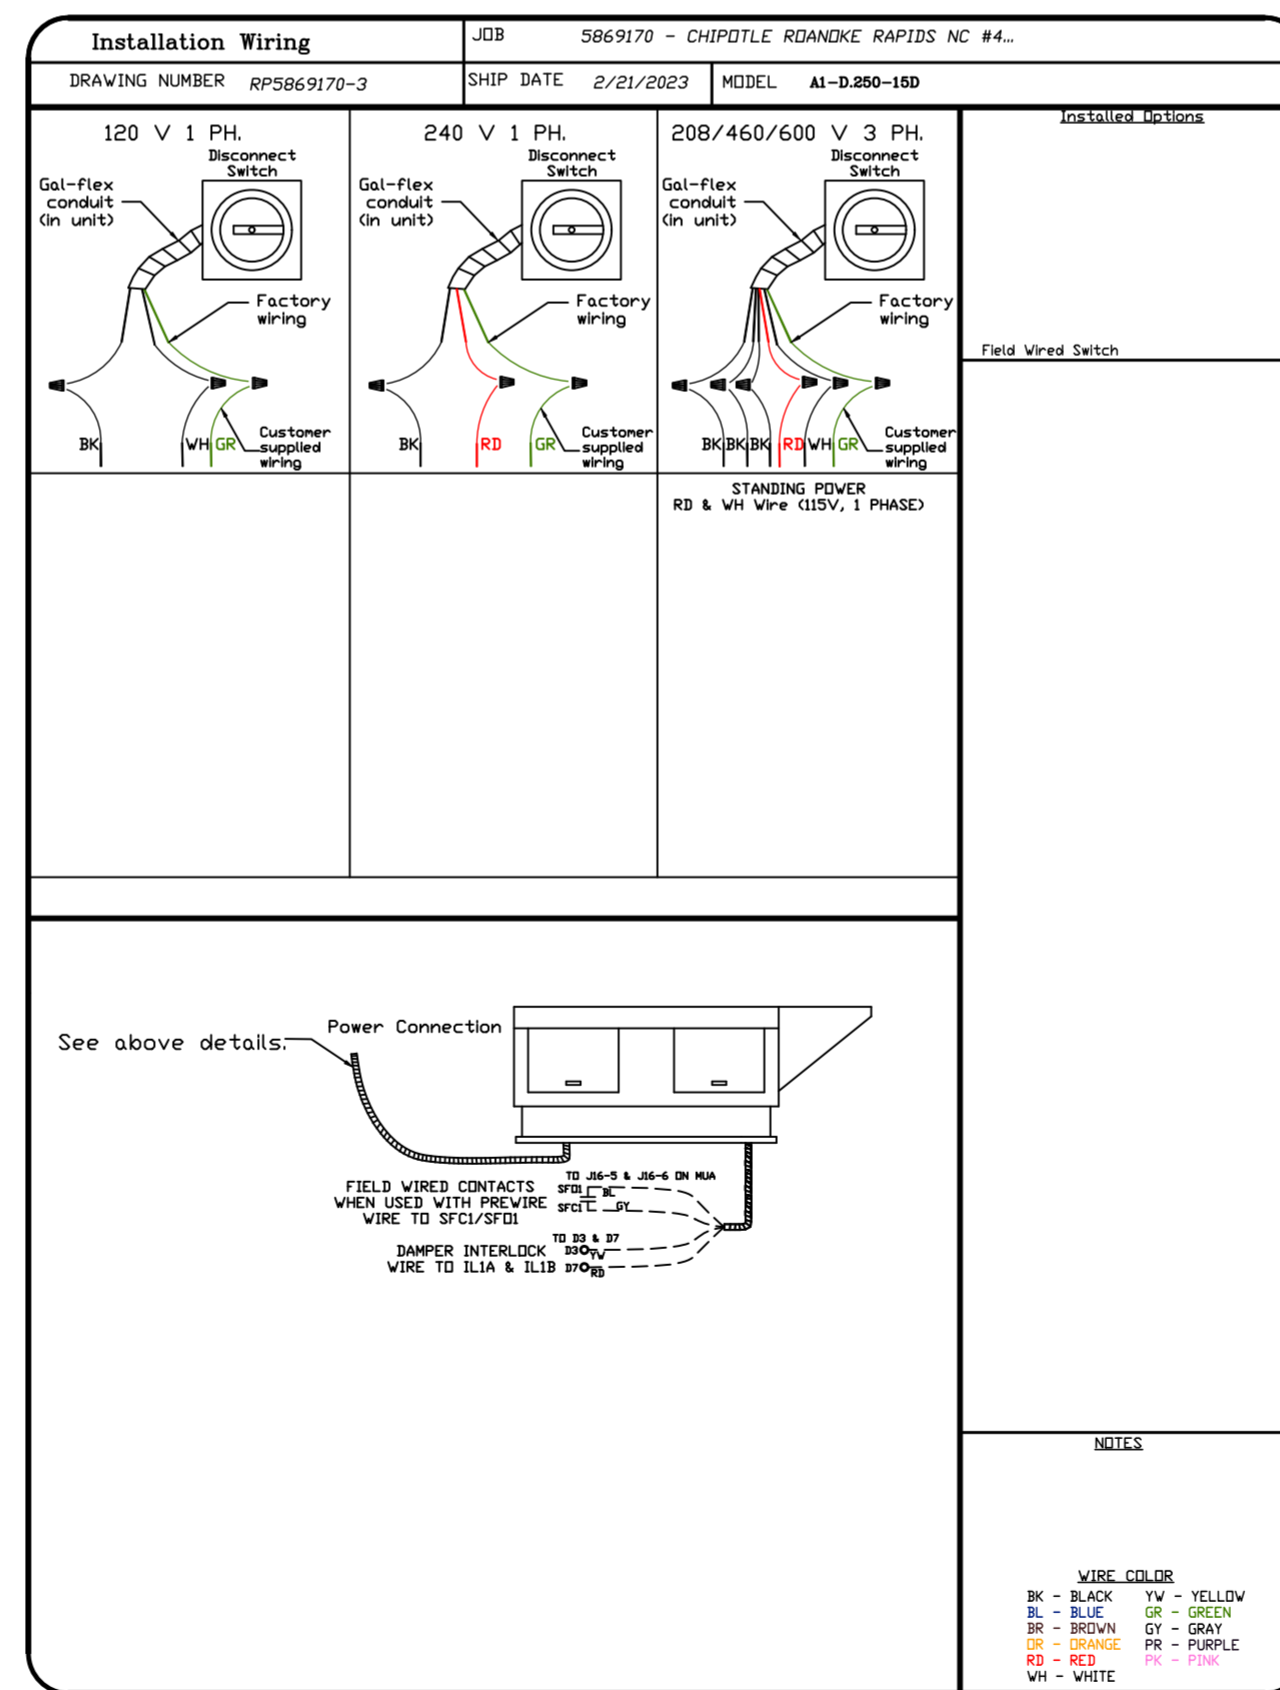 Installation Wiring
JOB 5869170 - CHIPOTLE ROANOKE RAPIDS NC #4...
DRAWING NUMBER RP5869170-3
SHIP DATE 2/21/2023
MODEL A1-D.250-15D
120 V 1 PH.
Disconnect
Switch
Gal-flex
conduit
(in unit)
Factory
wiring
BK
WH
GR
Customer
supplied
wiring
240 V 1 PH.
Disconnect
Switch
Gal-flex
conduit
(in unit)
Factory
wiring
BK
RD
GR
Customer
supplied
wiring
208/460/600 V 3 PH.
Disconnect
Switch
Gal-flex
conduit
(in unit)
Factory
wiring
BK
BK
BK
RD
WH
GR
Customer
supplied
wiring
STANDING POWER
RD & WH Wire (115V, 1 PHASE)
Installed Options
Field Wired Switch
See above details.
Power Connection
TO J16-5 & J16-6 ON MUA
FIELD WIRED CONTACTS
WHEN USED WITH PREWIRE
WIRE TO SFC1/SFO1
SFO1
BL
SFC1
GY
TO D3 & D7
DAMPER INTERLOCK
WIRE TO IL1A & IL1B
D3
YW
D7
RD
NOTES
WIRE COLOR
BK - BLACK YW - YELLOW
BL - BLUE GR - GREEN
BR - BROWN GY - GRAY
OR - ORANGE PR - PURPLE
RD - RED PK - PINK
WH - WHITE